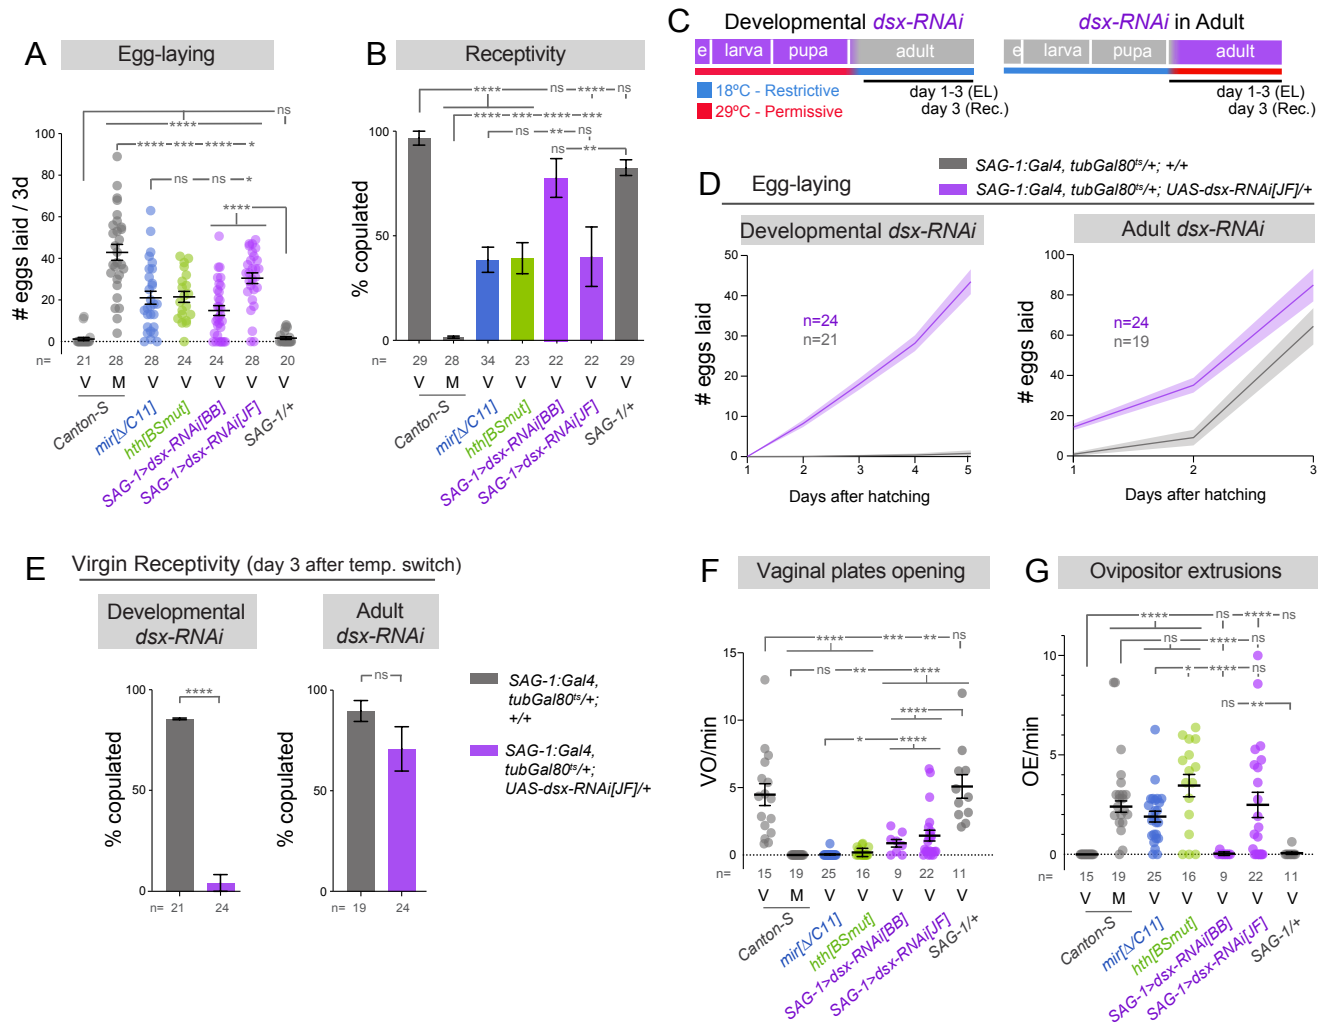 A
Egg-laying
# eggs laid / 3d
100
80
60
40
20
0
ns
****
**** *** **** *
ns ns *
****
n= 21 28 28 24 24 28 20
V M V V V V V
Canton-S
mir[Δ/C11]
hth[BSmut]
SAG-1>dsx-RNAi[BB]
SAG-1>dsx-RNAi[JF]
SAG-1/+
B
Receptivity
% copulated
100
50
0
**** ns **** ns
**** *** **** ***
ns ** ns
ns **
n= 29 28 34 23 22 22 29
V M V V V V V
Canton-S
mir[Δ/C11]
hth[BSmut]
SAG-1>dsx-RNAi[BB]
SAG-1>dsx-RNAi[JF]
SAG-1/+
C
Developmental dsx-RNAi
e larva pupa adult
18ºC - Restrictive
29ºC - Permissive
day 1-3 (EL)
day 3 (Rec.)
dsx-RNAi in Adult
e larva pupa adult
day 1-3 (EL)
day 3 (Rec.)
D
Egg-laying
SAG-1:Gal4, tubGal80ts/+; +/+
SAG-1:Gal4, tubGal80ts/+; UAS-dsx-RNAi[JF]/+
Developmental dsx-RNAi
# eggs laid
50
40
30
20
10
0
n=24
n=21
1 2 3 4 5
Days after hatching
Adult dsx-RNAi
# eggs laid
100
80
60
40
20
0
n=24
n=19
1 2 3
Days after hatching
E
Virgin Receptivity (day 3 after temp. switch)
Developmental
dsx-RNAi
% copulated
100
50
0
****
n= 21 24
Adult
dsx-RNAi
% copulated
100
50
0
ns
n= 19 24
SAG-1:Gal4,
tubGal80ts/+;
+/+
SAG-1:Gal4,
tubGal80ts/+;
UAS-dsx-RNAi[JF]/+
F
Vaginal plates opening
VO/min
15
10
5
0
**** *** ** ns
ns ** ****
****
* ****
n= 15 19 25 16 9 22 11
V M V V V V V
Canton-S
mir[Δ/C11]
hth[BSmut]
SAG-1>dsx-RNAi[BB]
SAG-1>dsx-RNAi[JF]
SAG-1/+
G
Ovipositor extrusions
OE/min
10
5
0
**** ns **** ns
ns **** ns
* **** ns
ns **
n= 15 19 25 16 9 22 11
V M V V V V V
Canton-S
mir[Δ/C11]
hth[BSmut]
SAG-1>dsx-RNAi[BB]
SAG-1>dsx-RNAi[JF]
SAG-1/+